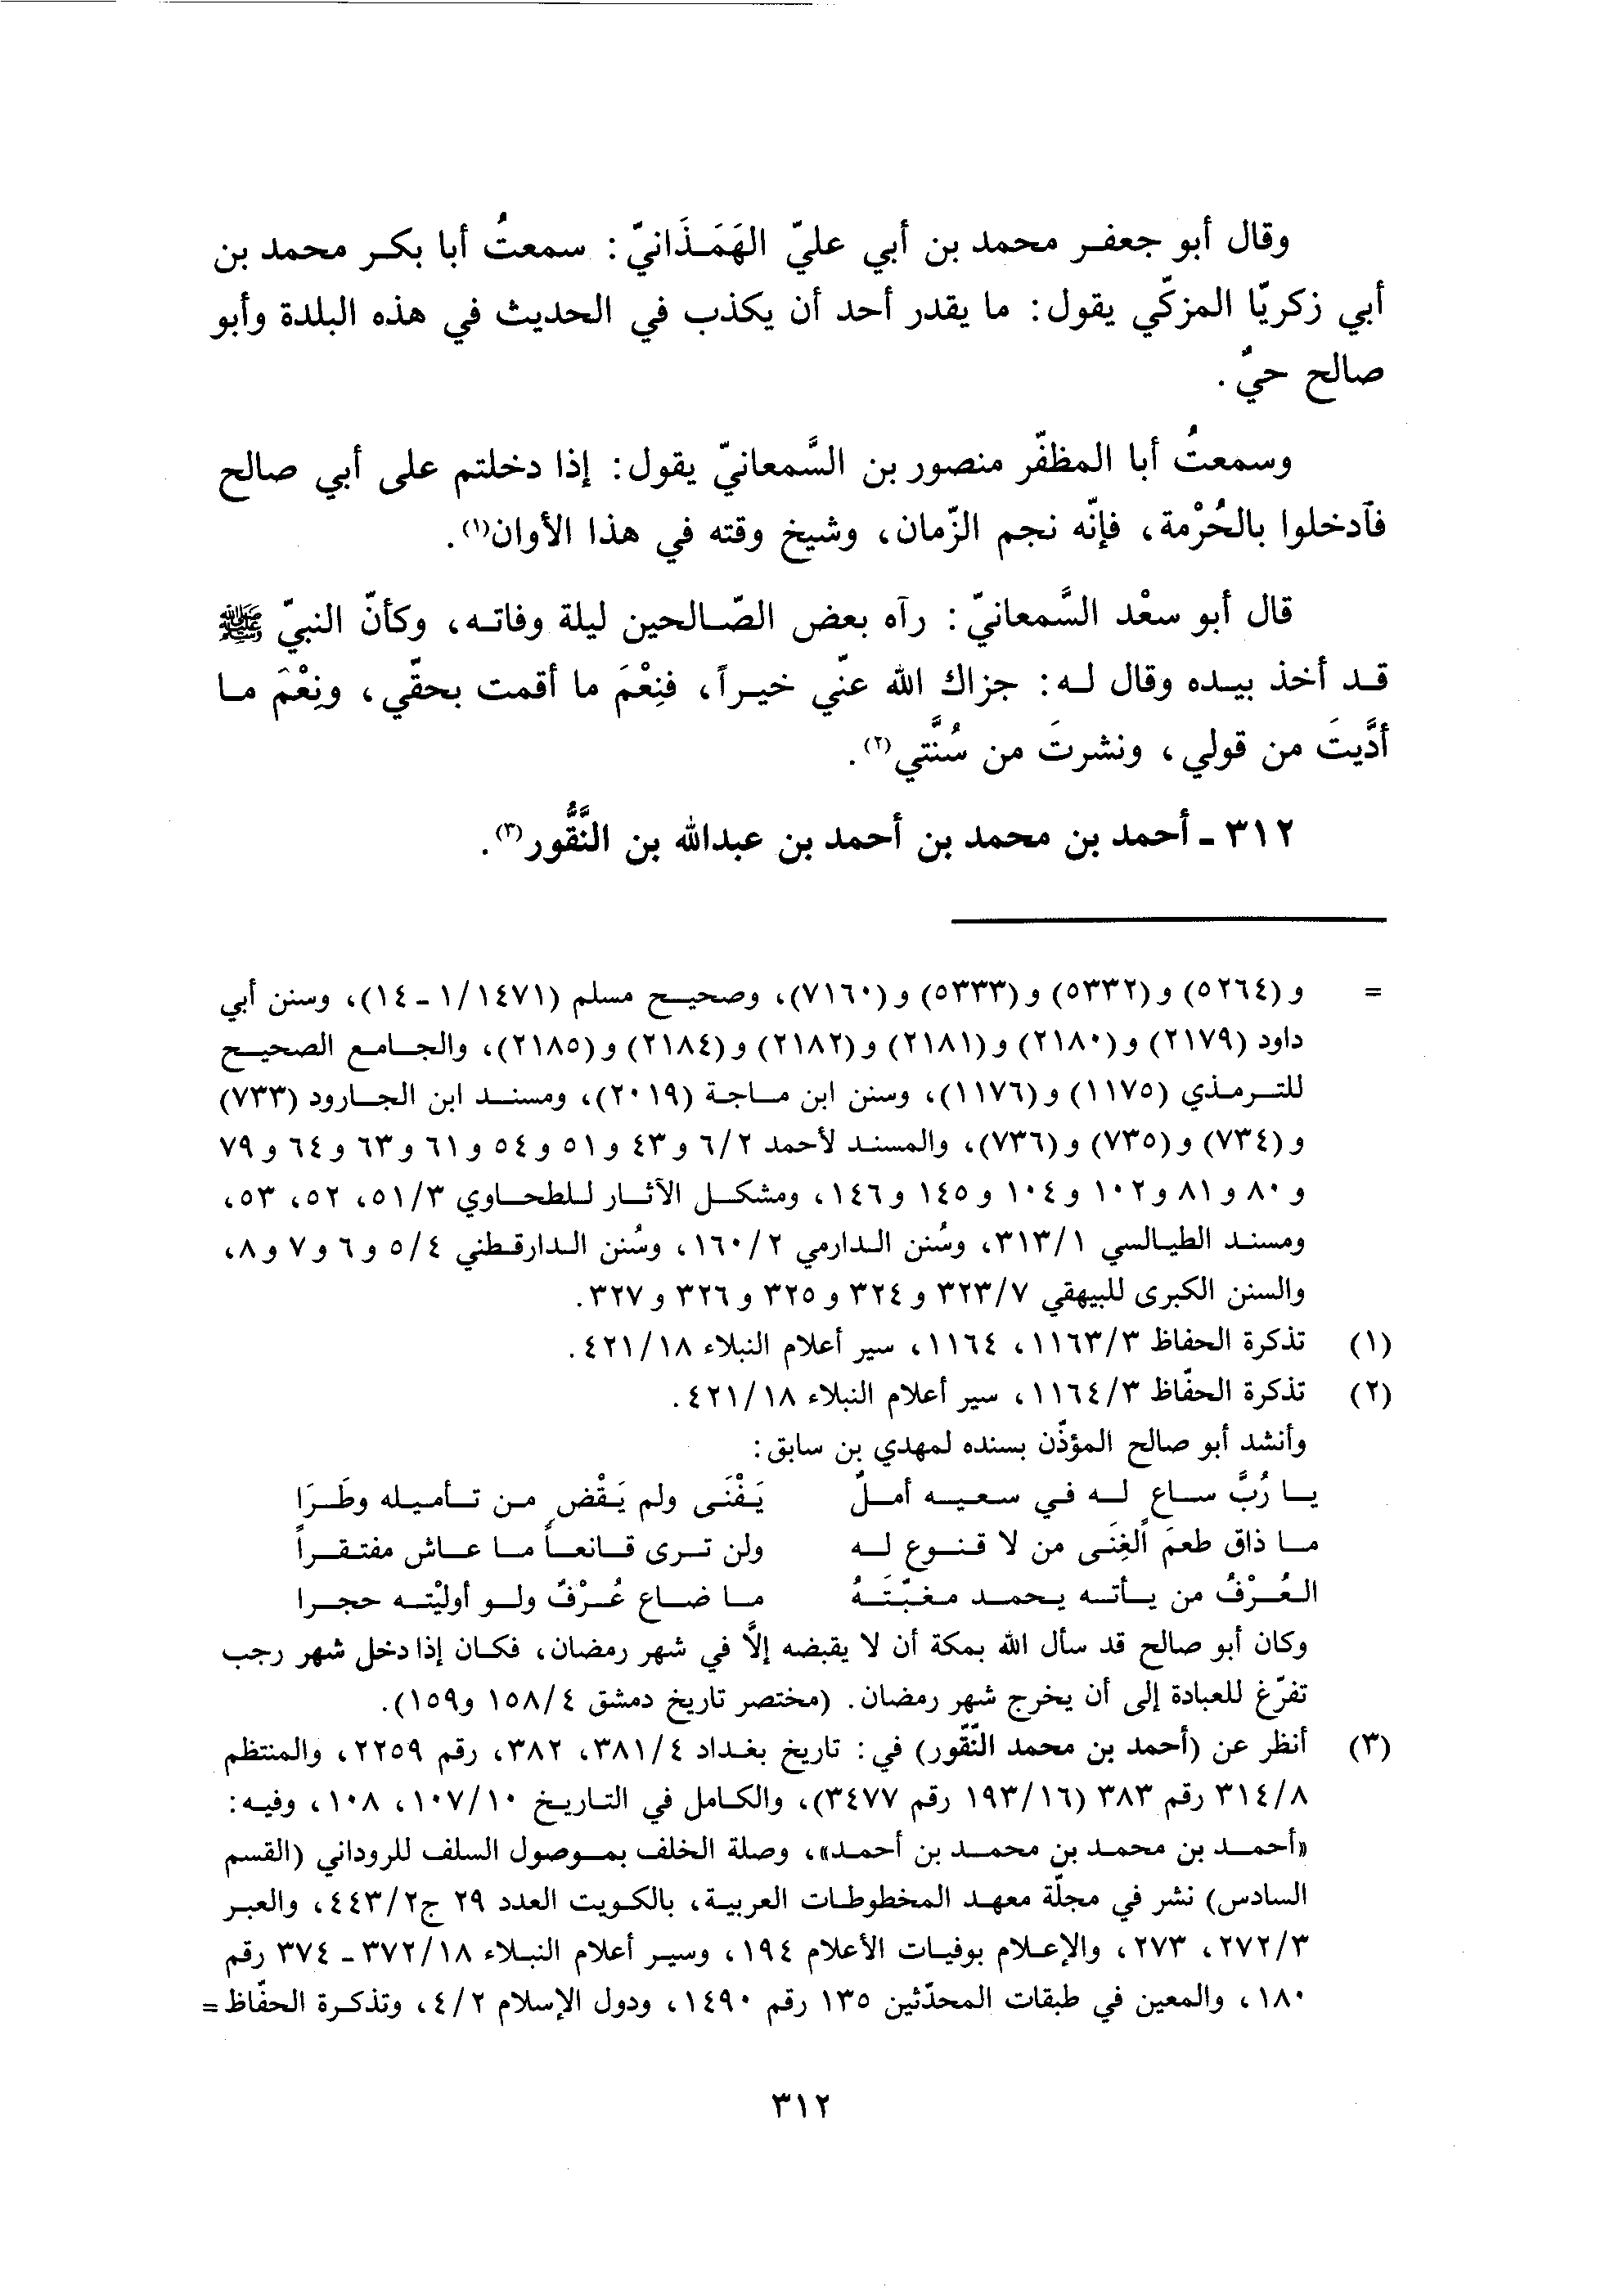 وقال أبو جعفر محمد بن أبي عليّ الهَمَذَانيّ: سمعتُ أبا بكر محمد بن
أبي زكريّا المزكّي يقول: ما يقدر أحد أن يكذب في الحديث في هذه البلدة وأبو
صالح حيٌ.
وسمعتُ أبا المظفّر منصور بن السَّمعانيّ يقول: إذا دخلتم على أبي صالح
فآدخلوا بالحُرْمة، فإنّه نجم الزّمان، وشيخ وقته في هذا الأوان(١).
قال أبو سعْد السَّمعانيّ: رآه بعض الصّالحين ليلة وفاته، وكأنّ النبيّ ﷺ
قد أخذ بيده وقال له: جزاك الله عنّي خيراً، فنِعْمَ ما أقمت بحقّي، ونِعْمَ ما
أدَّيتَ من قولي، ونشرتَ من سُنَّتي(٢).
٣١٢ - أحمد بن محمد بن أحمد بن عبدالله بن النَّقُّور(٣).
= و(٥٢٦٤) و(٥٣٣٢) و(٥٣٣٣) و(٧١٦٠)، وصحيح مسلم (١/١٤٧١ - ١٤)، وسنن أبي
داود (٢١٧٩) و(٢١٨٠) و(٢١٨١) و(٢١٨٢) و(٢١٨٤) و(٢١٨٥)، والجامع الصحيح
للترمذي (١١٧٥) و(١١٧٦)، وسنن ابن ماجة (٢٠١٩)، ومسند ابن الجارود (٧٣٣)
و(٧٣٤) و(٧٣٥) و(٧٣٦)، والمسند لأحمد ٦/٢ و٤٣ و٥١ و٥٤ و٦١ و٦٣ و٦٤ و٧٩
و٨٠ و٨١ و١٠٢ و١٠٤ و١٤٥ و١٤٦، ومشكل الآثار للطحاوي ٥١/٣، ٥٢، ٥٣،
ومسند الطيالسي ٣١٣/١، وسُنن الدارمي ١٦٠/٢، وسُنن الدارقطني ٥/٤ و٦ و٧ و٨،
والسنن الكبرى للبيهقي ٣٢٣/٧ و٣٢٤ و٣٢٥ و٣٢٦ و٣٢٧.
(١) تذكرة الحفاظ ١١٦٣/٣، ١١٦٤، سير أعلام النبلاء ٤٢١/١٨.
(٢) تذكرة الحفّاظ ١١٦٤/٣، سير أعلام النبلاء ٤٢١/١٨.
وأنشد أبو صالح المؤذّن بسنده لمهدي بن سابق:
يا رُبَّ ساعٍ له في سعيه أملٌ يَفْنَى ولم يَقْضِ من تأميله وطَرَا
ما ذاق طعمَ الغِنَى من لا قنوع له ولن ترى قانعاً ما عاش مفتقراً
العُرْفُ من يأته يحمد مغبّتَهُ ما ضاع عُرْفٌ ولو أوليْته حجرا
وكان أبو صالح قد سأل الله بمكة أن لا يقبضه إلَّا في شهر رمضان، فكان إذا دخل شهر رجب
تفرّغ للعبادة إلى أن يخرج شهر رمضان. (مختصر تاريخ دمشق ١٥٨/٤ و١٥٩).
(٣) أنظر عن (أحمد بن محمد النّقّور) في: تاريخ بغداد ٣٨١/٤، ٣٨٢، رقم ٢٢٥٩، والمنتظم
٣١٤/٨ رقم ٣٨٣ (١٩٣/١٦ رقم ٣٤٧٧)، والكامل في التاريخ ١٠٧/١٠، ١٠٨، وفيه:
«أحمد بن محمد بن محمد بن أحمد»، وصلة الخلف بموصول السلف للروداني (القسم
السادس) نشر في مجلّة معهد المخطوطات العربية، بالكويت العدد ٢٩ ج٤٤٣/٢، والعبر
٢٧٢/٣، ٢٧٣، والإعلام بوفيات الأعلام ١٩٤، وسير أعلام النبلاء ٣٧٢/١٨ - ٣٧٤ رقم
١٨٠، والمعين في طبقات المحدّثين ١٣٥ رقم ١٤٩٠، ودول الإسلام ٤/٢، وتذكرة الحفّاظ =
٣١٢